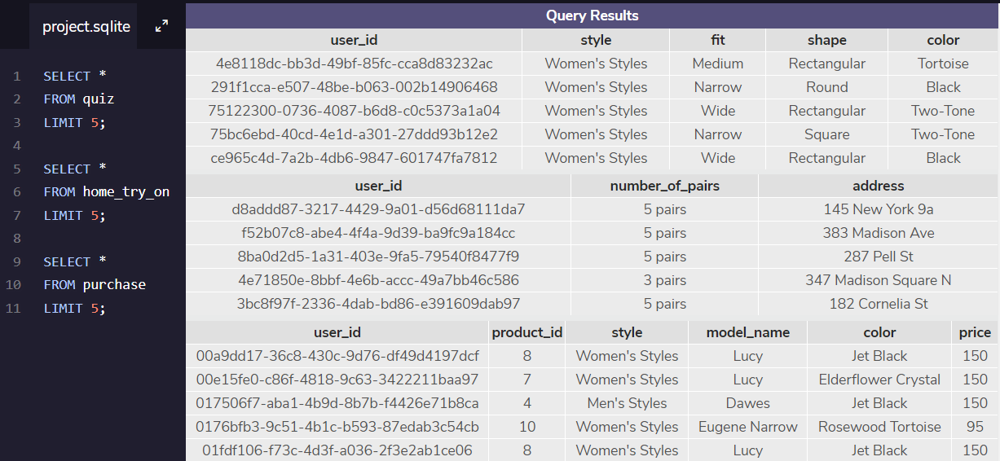 project.sqlite
1 SELECT *
2 FROM quiz
3 LIMIT 5;
4
5 SELECT *
6 FROM home_try_on
7 LIMIT 5;
8
9 SELECT *
10 FROM purchase
11 LIMIT 5;
Query Results
user_id style fit shape color
4e8118dc-bb3d-49bf-85fc-cca8d83232ac Women's Styles Medium Rectangular Tortoise
291f1cca-e507-48be-b063-002b14906468 Women's Styles Narrow Round Black
75122300-0736-4087-b6d8-c0c5373a1a04 Women's Styles Wide Rectangular Two-Tone
75bc6ebd-40cd-4e1d-a301-27ddd93b12e2 Women's Styles Narrow Square Two-Tone
ce965c4d-7a2b-4db6-9847-601747fa7812 Women's Styles Wide Rectangular Black
user_id number_of_pairs address
d8addd87-3217-4429-9a01-d56d68111da7 5 pairs 145 New York 9a
f52b07c8-abe4-4f4a-9d39-ba9fc9a184cc 5 pairs 383 Madison Ave
8ba0d2d5-1a31-403e-9fa5-79540f8477f9 5 pairs 287 Pell St
4e71850e-8bbf-4e6b-accc-49a7bb46c586 3 pairs 347 Madison Square N
3bc8f97f-2336-4dab-bd86-e391609dab97 5 pairs 182 Cornelia St
user_id product_id style model_name color price
00a9dd17-36c8-430c-9d76-df49d4197dcf 8 Women's Styles Lucy Jet Black 150
00e15fe0-c86f-4818-9c63-3422211baa97 7 Women's Styles Lucy Elderflower Crystal 150
017506f7-aba1-4b9d-8b7b-f4426e71b8ca 4 Men's Styles Dawes Jet Black 150
0176bfb3-9c51-4b1c-b593-87edab3c54cb 10 Women's Styles Eugene Narrow Rosewood Tortoise 95
01fdf106-f73c-4d3f-a036-2f3e2ab1ce06 8 Women's Styles Lucy Jet Black 150